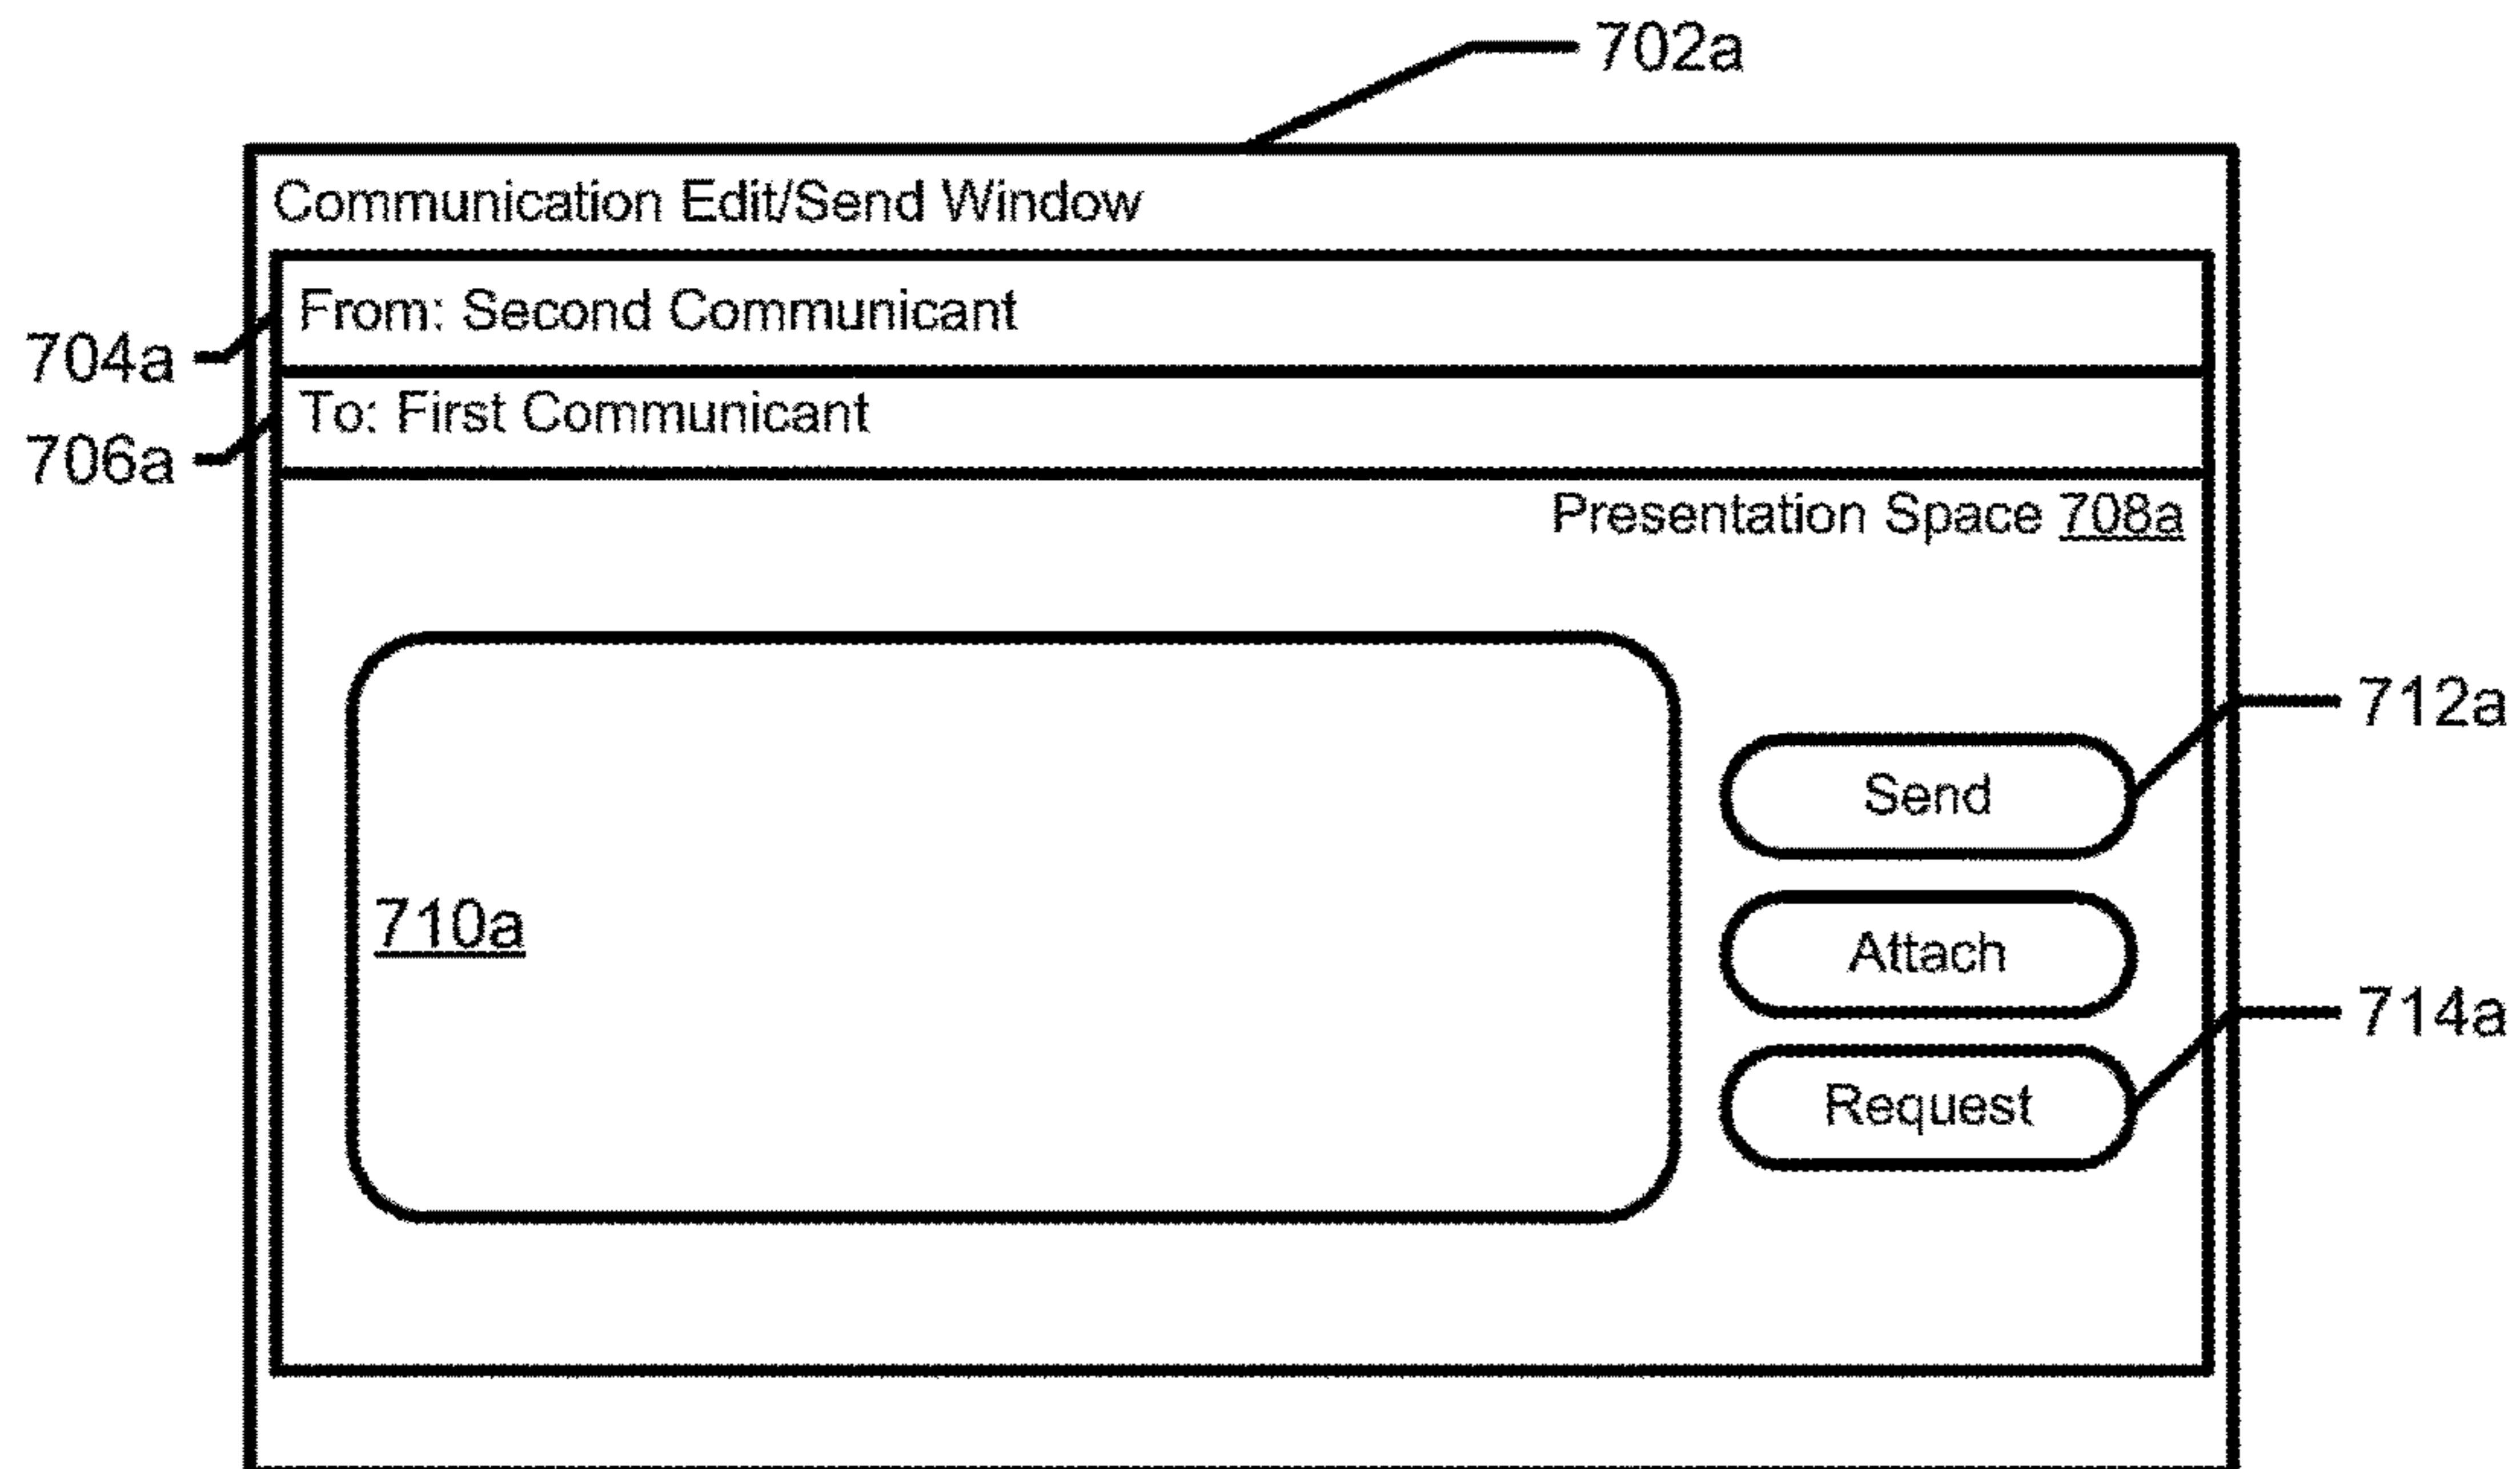 702a
Communication Edit/Send Window
From: Second Communicant
704a
To: First Communicant
706a
Presentation Space 708a
712a
Send
710a
Attach
714a
Request